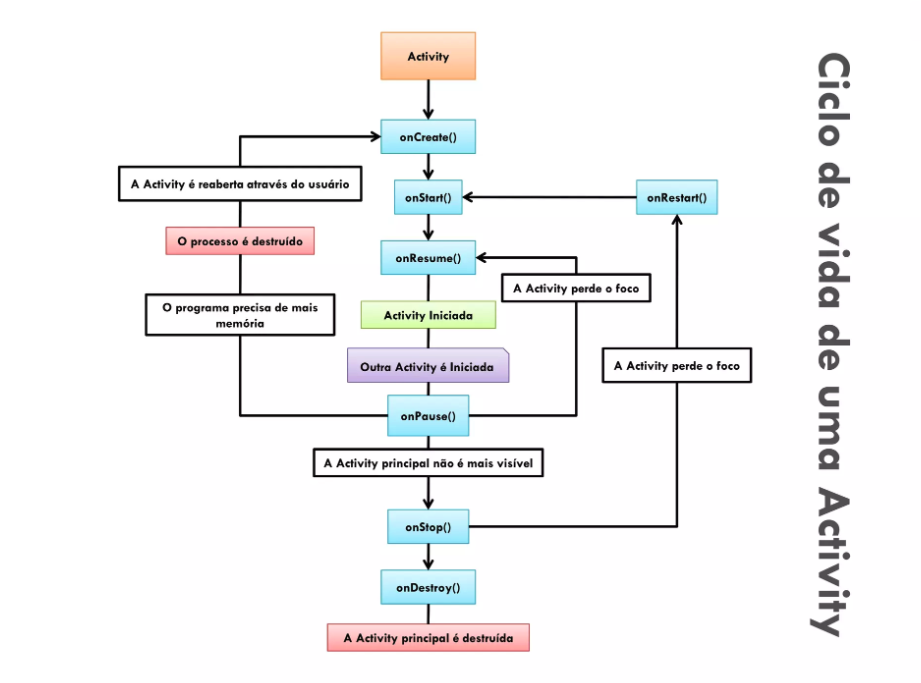 Activity
onCreate()
A Activity é reaberta através do usuário
onStart()
onRestart()
O processo é destruído
onResume()
A Activity perde o foco
O programa precisa de mais
memória
Activity Iniciada
Outra Activity é Iniciada
A Activity perde o foco
onPause()
A Activity principal não é mais visível
onStop()
onDestroy()
A Activity principal é destruída
Ciclo de vida de uma Activity